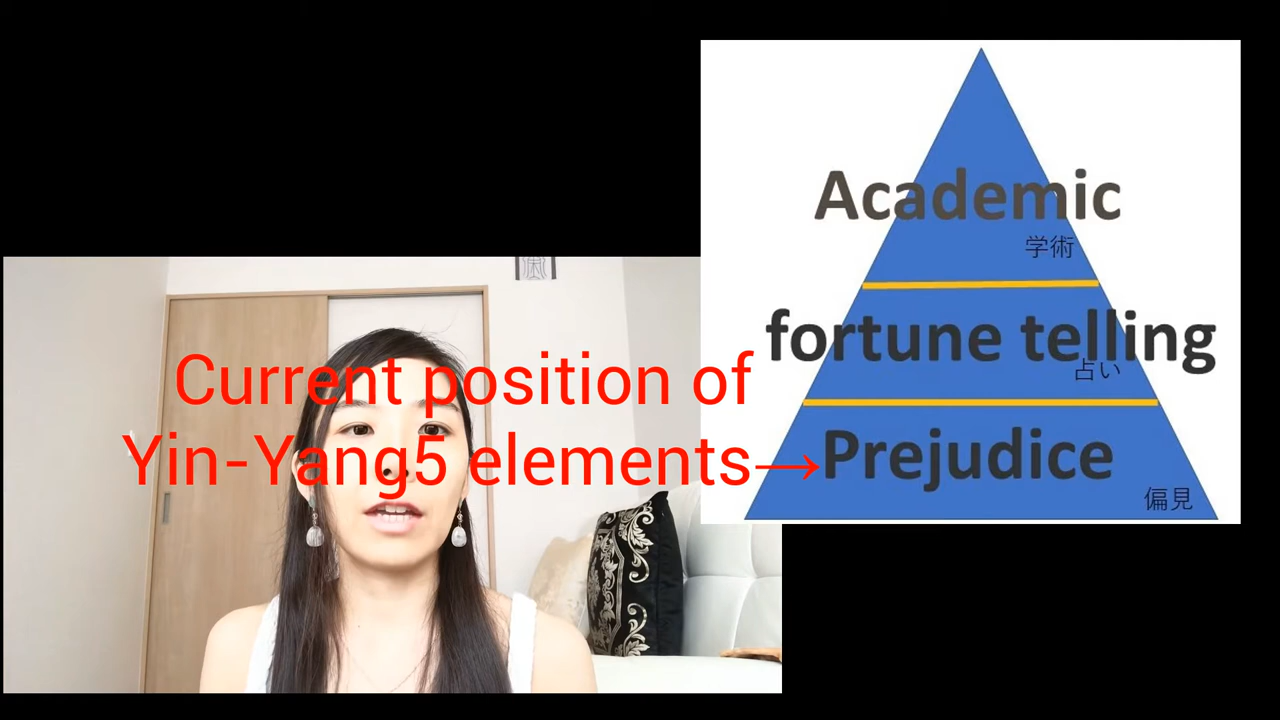 Academic
学術
fortune telling
占い
Current position of
Yin-Yang5 elements→
Prejudice
偏見